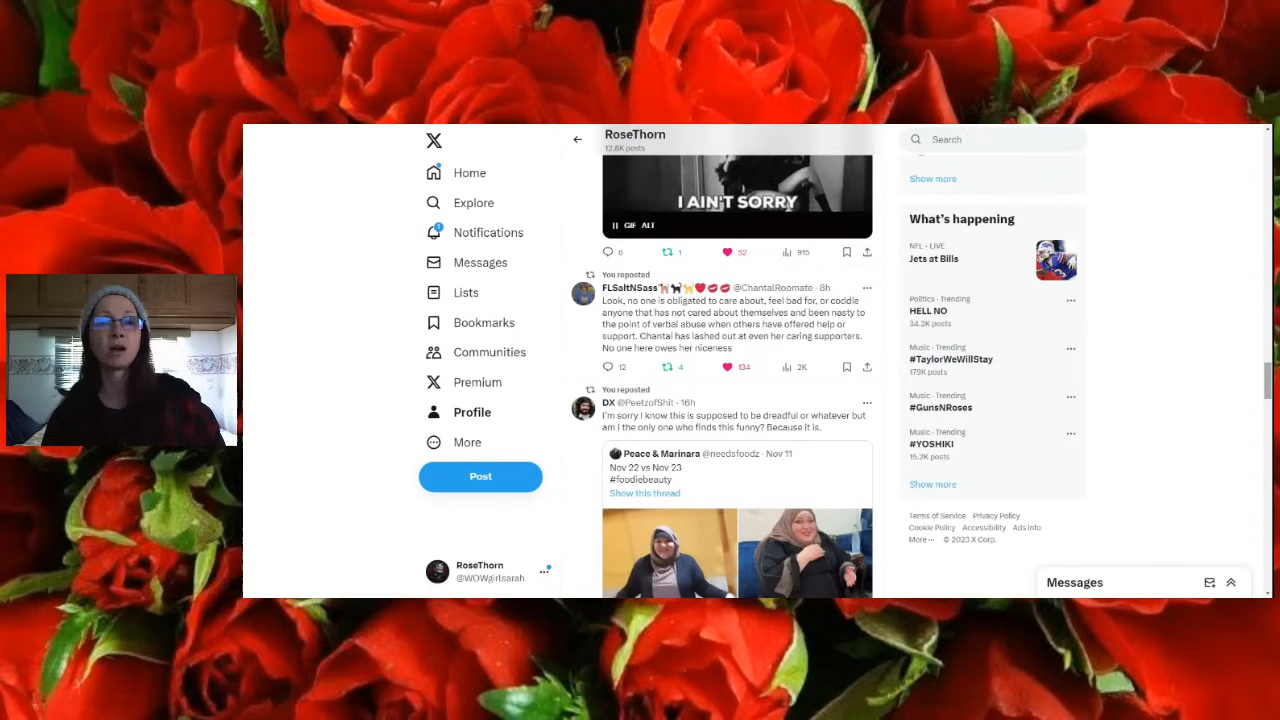 Home
Explore
1
Notifications
Messages
Lists
Bookmarks
Communities
Premium
Profile
More
Post
RoseThorn
@WOWgirlsarah
RoseThorn
12.8K posts
I AIN'T SORRY
GIF ALT
6 1 52 915
You reposted
FLSaltNSass @ChantalRoomate · 8h
Look, no one is obligated to care about, feel bad for, or coddle
anyone that has not cared about themselves and been nasty to
the point of verbal abuse when others have offered help or
support. Chantal has lashed out at even her caring supporters.
No one here owes her niceness
12 4 134 2K
You reposted
DX @PeetzofShit · 16h
I'm sorry I know this is supposed to be dreadful or whatever but
am I the only one who finds this funny? Because it is.
Peace & Marinara @needsfoodz · Nov 11
Nov 22 vs Nov 23
#foodiebeauty
Show this thread
Search
Show more
What's happening
NFL · LIVE
Jets at Bills
Politics · Trending
HELL NO
34.2K posts
Music · Trending
#TaylorWeWillStay
179K posts
Music · Trending
#GunsNRoses
Music · Trending
#YOSHIKI
15.2K posts
Show more
Terms of Service Privacy Policy
Cookie Policy Accessibility Ads info
More ··· © 2023 X Corp.
Messages